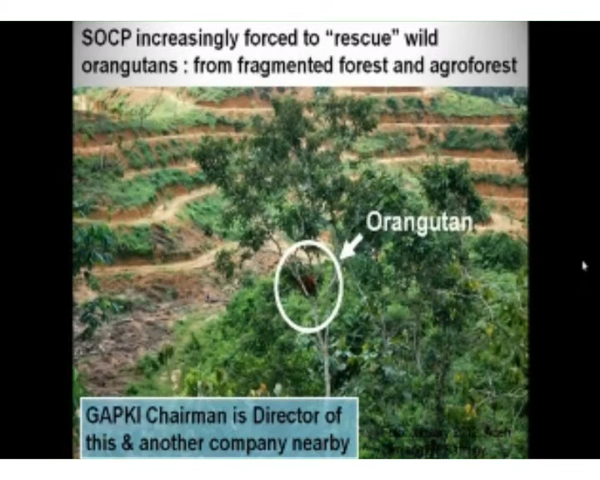 SOCP increasingly forced to “rescue” wild
orangutans : from fragmented forest and agroforest
Orangutan
GAPKI Chairman is Director of
this & another company nearby